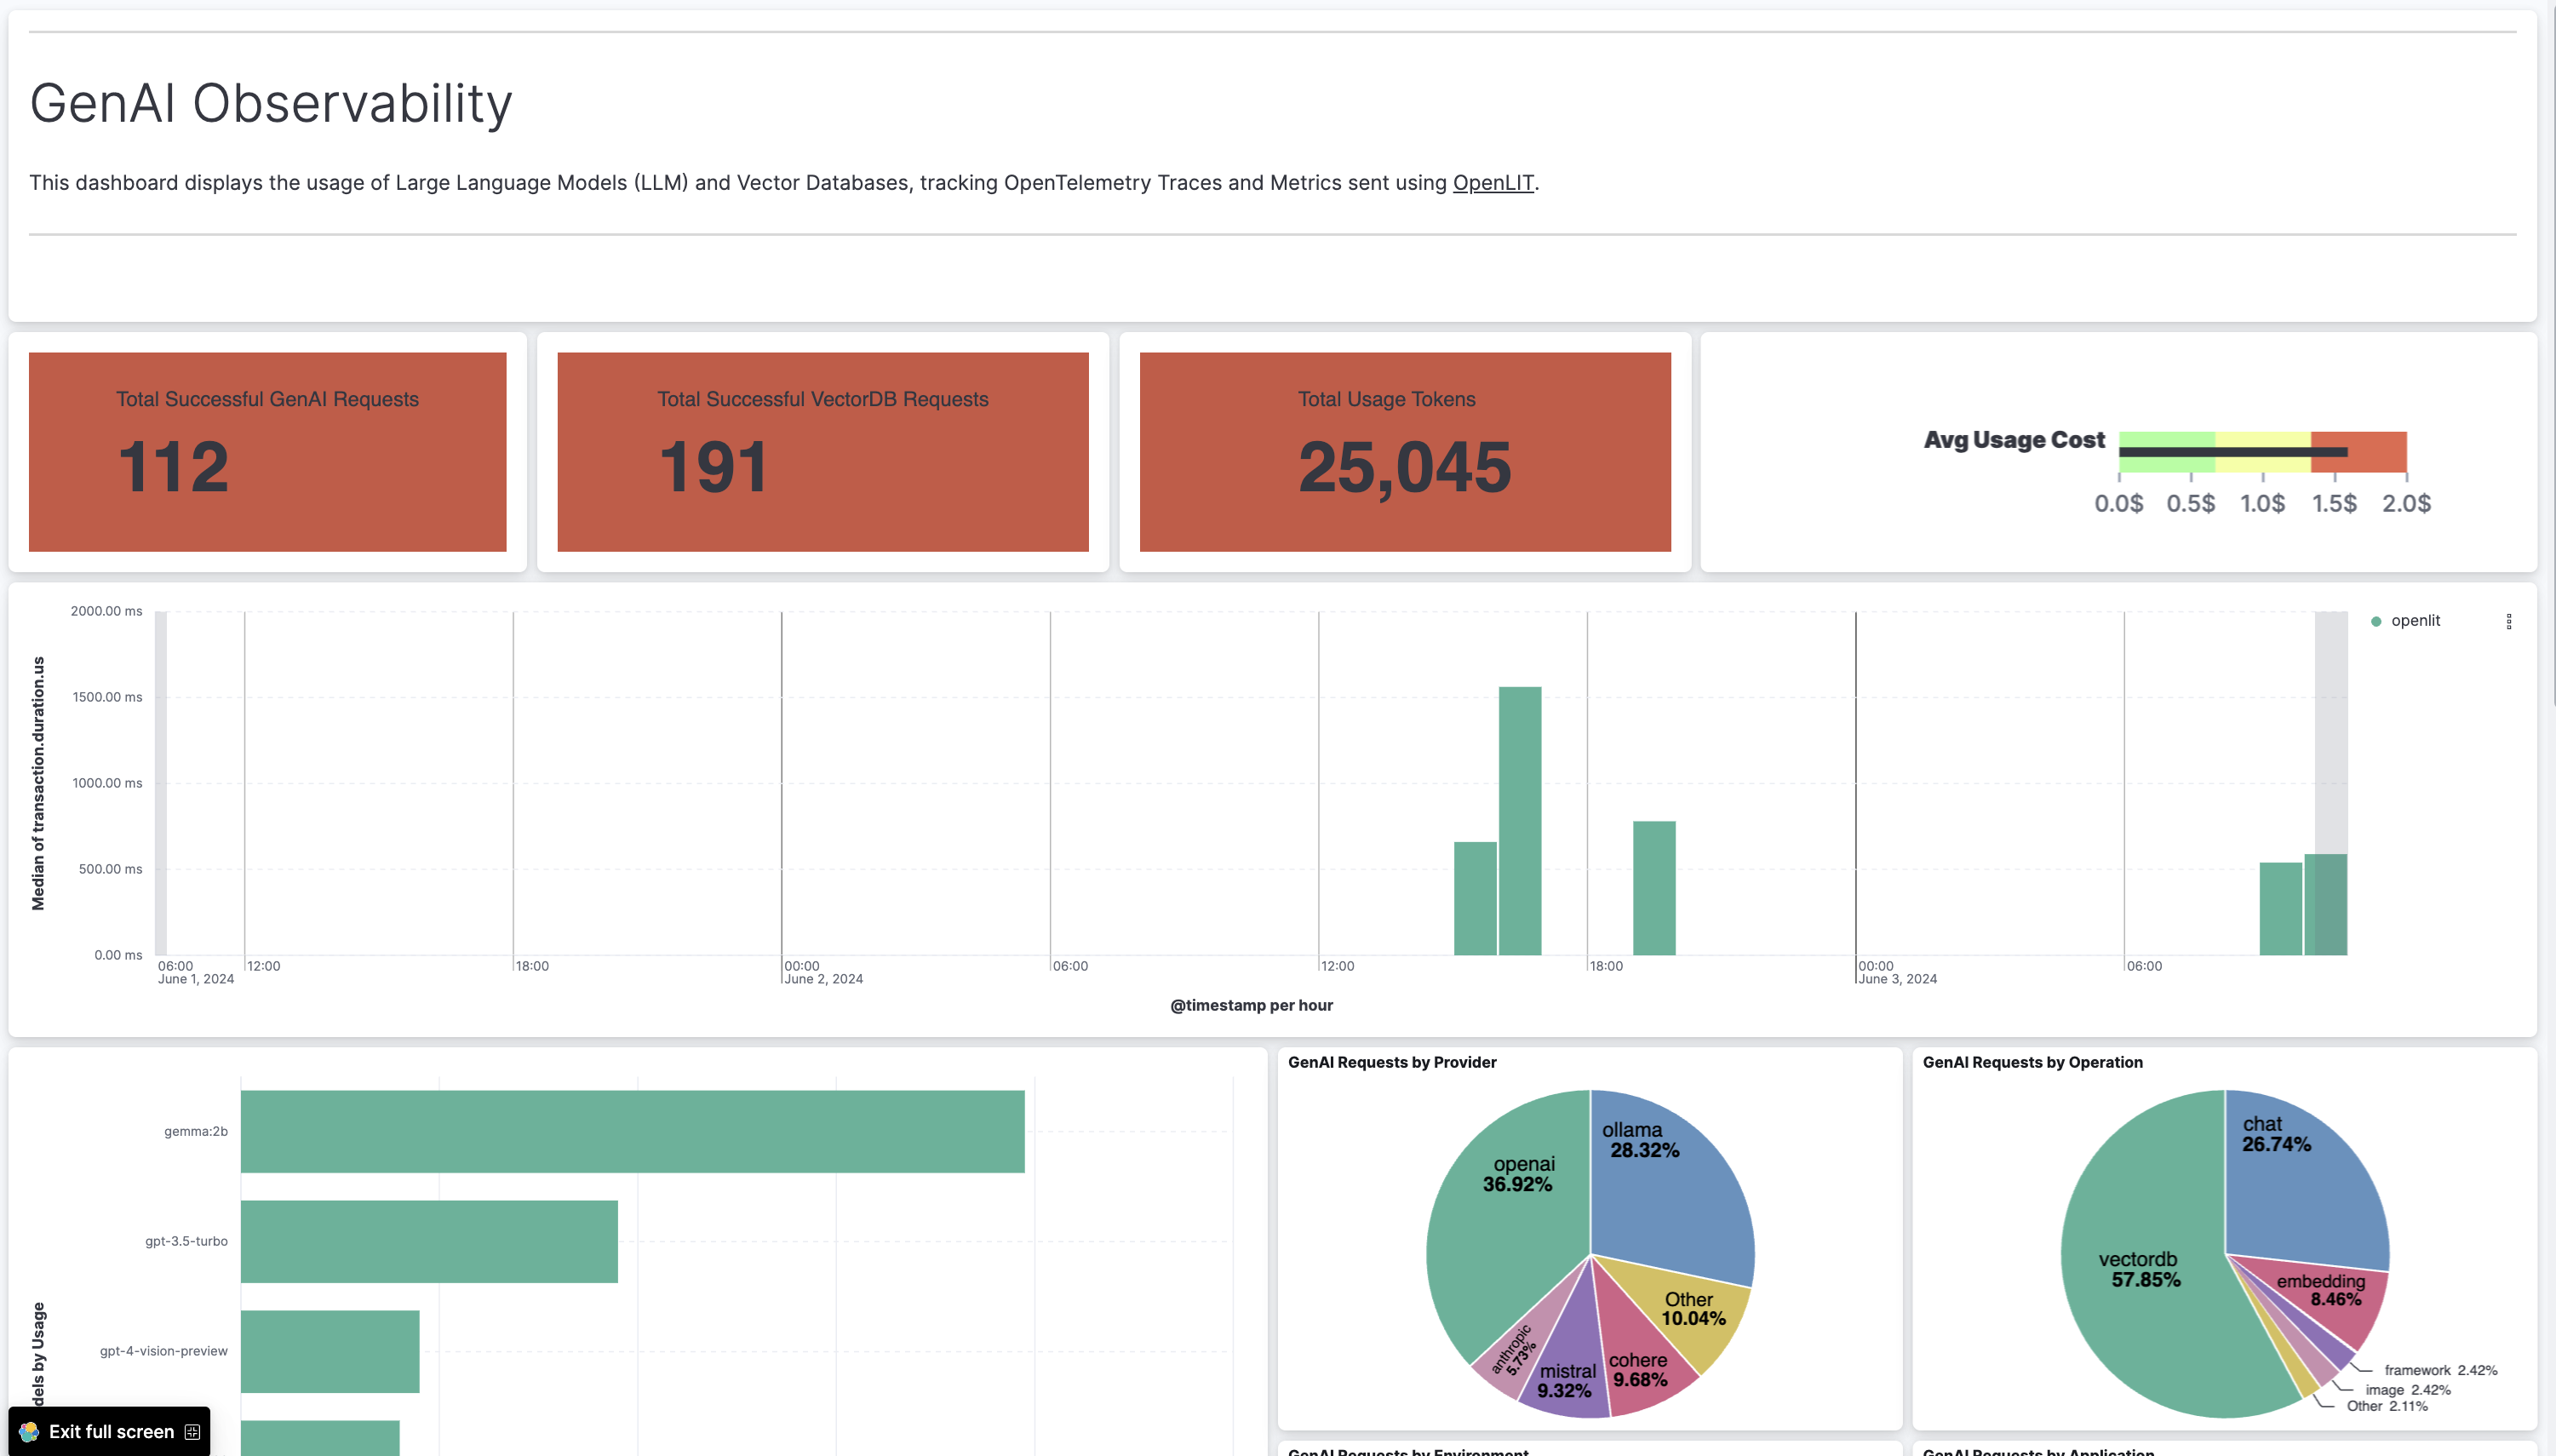 GenAI Observability
This dashboard displays the usage of Large Language Models (LLM) and Vector Databases, tracking OpenTelemetry Traces and Metrics sent using OpenLIT.
Total Successful GenAI Requests
112
Total Successful VectorDB Requests
191
Total Usage Tokens
25,045
Avg Usage Cost
0.0$ 0.5$ 1.0$ 1.5$ 2.0$
Median of transaction.duration.us
2000.00 ms
1500.00 ms
1000.00 ms
500.00 ms
0.00 ms
openlit
06:00 12:00 18:00 00:00 06:00 12:00 18:00 00:00 06:00
June 1, 2024 June 2, 2024 June 3, 2024
@timestamp per hour
dels by Usage
gemma:2b
gpt-3.5-turbo
gpt-4-vision-preview
Exit full screen
GenAI Requests by Provider
ollama
28.32%
openai
36.92%
Other
10.04%
cohere
9.68%
mistral
9.32%
anthropic
5.73%
GenAI Requests by Operation
chat
26.74%
vectordb
57.85%
embedding
8.46%
framework 2.42%
image 2.42%
Other 2.11%
GenAI Requests by Environment
GenAI Requests by Application